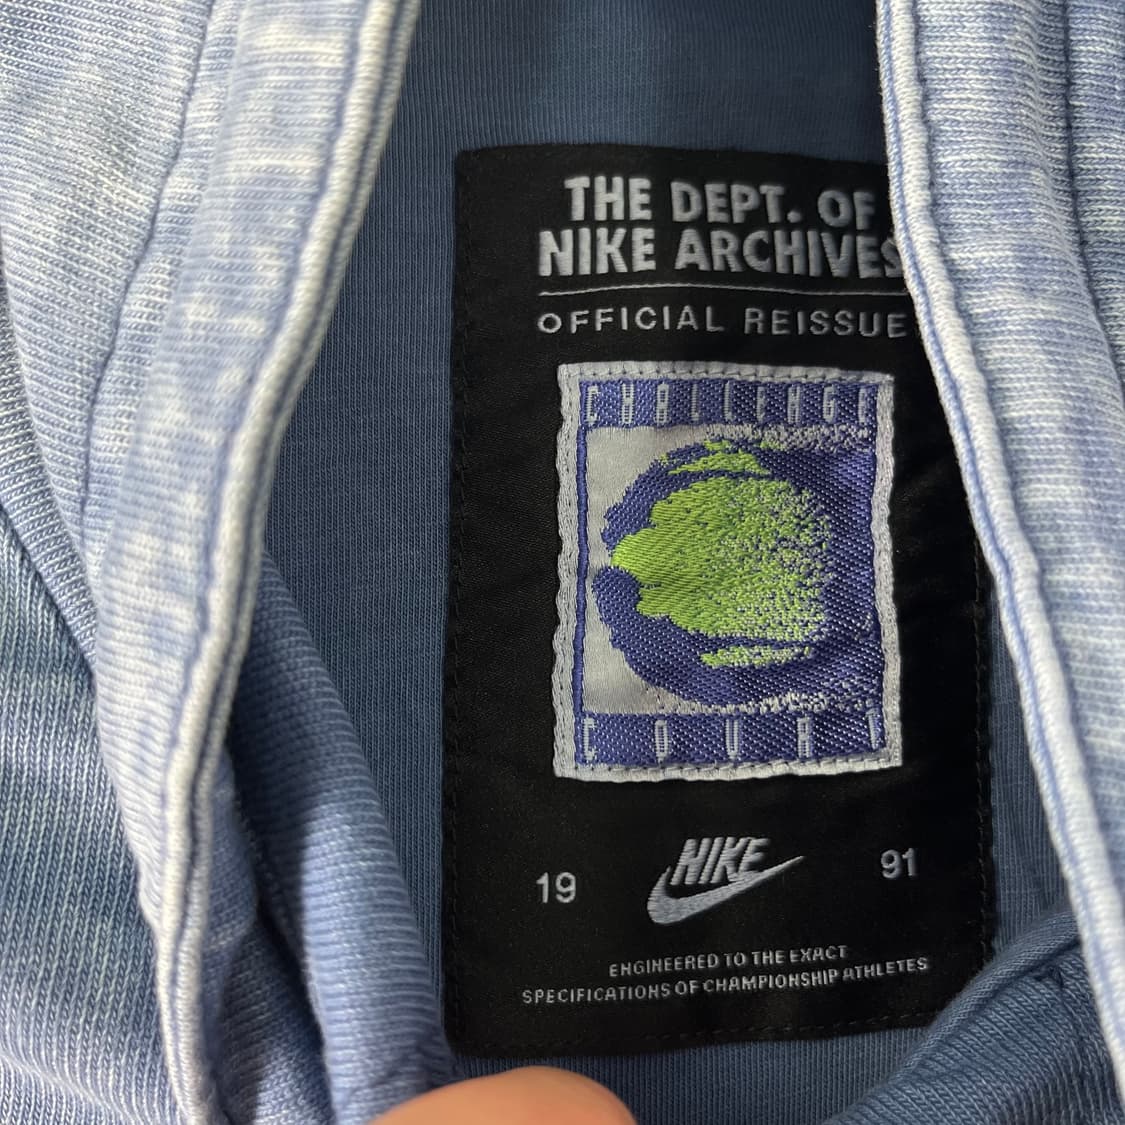 THE DEPT. OF
NIKE ARCHIVES
OFFICIAL REISSUE
CHALLENGE
COURT
19 NIKE 91
ENGINEERED TO THE EXACT
SPECIFICATIONS OF CHAMPIONSHIP ATHLETES